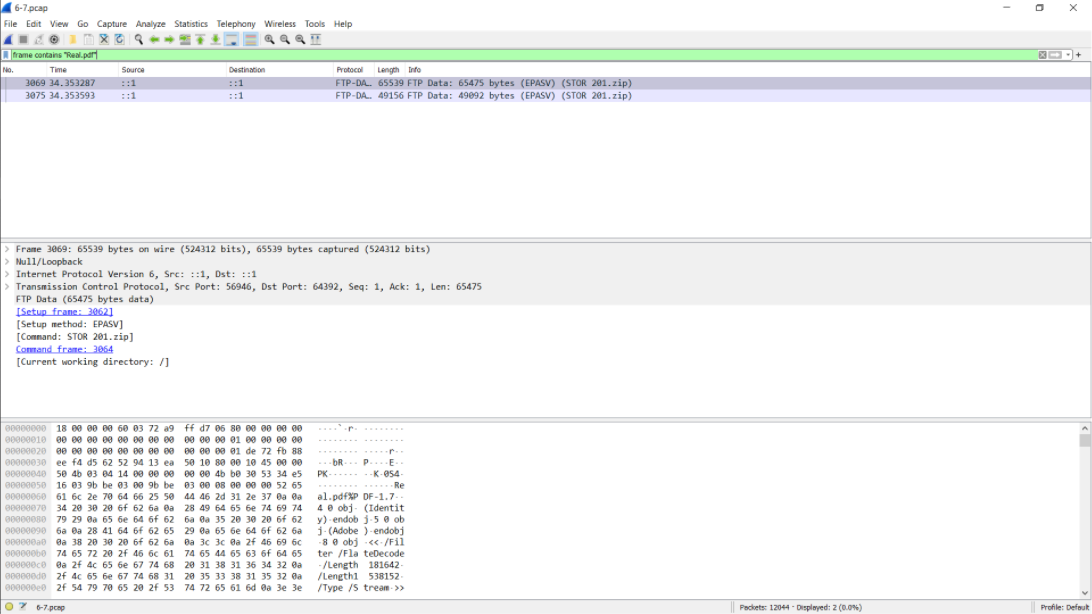 6-7.pcap
File Edit View Go Capture Analyze Statistics Telephony Wireless Tools Help
frame contains "Real.pdf"
No. Time Source Destination Protocol Length Info
3069 34.353287 ::1 ::1 FTP-DA… 65539 FTP Data: 65475 bytes (EPASV) (STOR 201.zip)
3075 34.353593 ::1 ::1 FTP-DA… 49156 FTP Data: 49092 bytes (EPASV) (STOR 201.zip)
Frame 3069: 65539 bytes on wire (524312 bits), 65539 bytes captured (524312 bits)
Null/Loopback
Internet Protocol Version 6, Src: ::1, Dst: ::1
Transmission Control Protocol, Src Port: 56946, Dst Port: 64392, Seq: 1, Ack: 1, Len: 65475
FTP Data (65475 bytes data)
[Setup frame: 3062]
[Setup method: EPASV]
[Command: STOR 201.zip]
Command frame: 3064
[Current working directory: /]
00000000 18 00 00 00 60 03 72 a9 ff d7 06 80 00 00 00 00 ····`·r· ········
00000010 00 00 00 00 00 00 00 00 00 00 01 00 00 00 00 00 ········ ········
00000020 00 00 00 00 00 00 00 00 00 00 01 de 72 fb 88 ········ ·····r··
00000030 ee f4 d5 62 52 94 13 ea 50 10 80 00 10 45 00 00 ···bR··· P····E··
00000040 50 4b 03 04 14 00 00 00 00 00 4b b0 30 53 34 e5 PK······ ··K·0S4·
00000050 16 03 9b be 03 00 9b be 03 00 08 00 00 00 52 65 ········ ······Re
00000060 61 6c 2e 70 64 66 25 50 44 46 2d 31 2e 37 0a 0a al.pdf%P DF-1.7··
00000070 34 20 30 20 6f 62 6a 0a 28 49 64 65 6e 74 69 74 4 0 obj· (Identit
00000080 79 29 0a 65 6e 64 6f 62 6a 0a 35 20 30 20 6f 62 y)·endob j·5 0 ob
00000090 6a 0a 28 41 64 6f 62 65 29 0a 65 6e 64 6f 62 6a j·(Adobe )·endobj
000000a0 0a 38 20 30 20 6f 62 6a 0a 3c 3c 0a 2f 46 69 6c ·8 0 obj ·<<·/Fil
000000b0 74 65 72 20 2f 46 6c 61 74 65 44 65 63 6f 64 65 ter /Fla teDecode
000000c0 0a 2f 4c 65 6e 67 74 68 20 31 38 31 36 34 32 0a ·/Length 181642·
000000d0 2f 4c 65 6e 67 74 68 31 20 35 33 38 31 35 32 0a /Length1 538152·
000000e0 2f 54 79 70 65 20 2f 53 74 72 65 61 6d 0a 3e 3e /Type /S tream·>>
6-7.pcap Packets: 12044 · Displayed: 2 (0.0%) Profile: Default